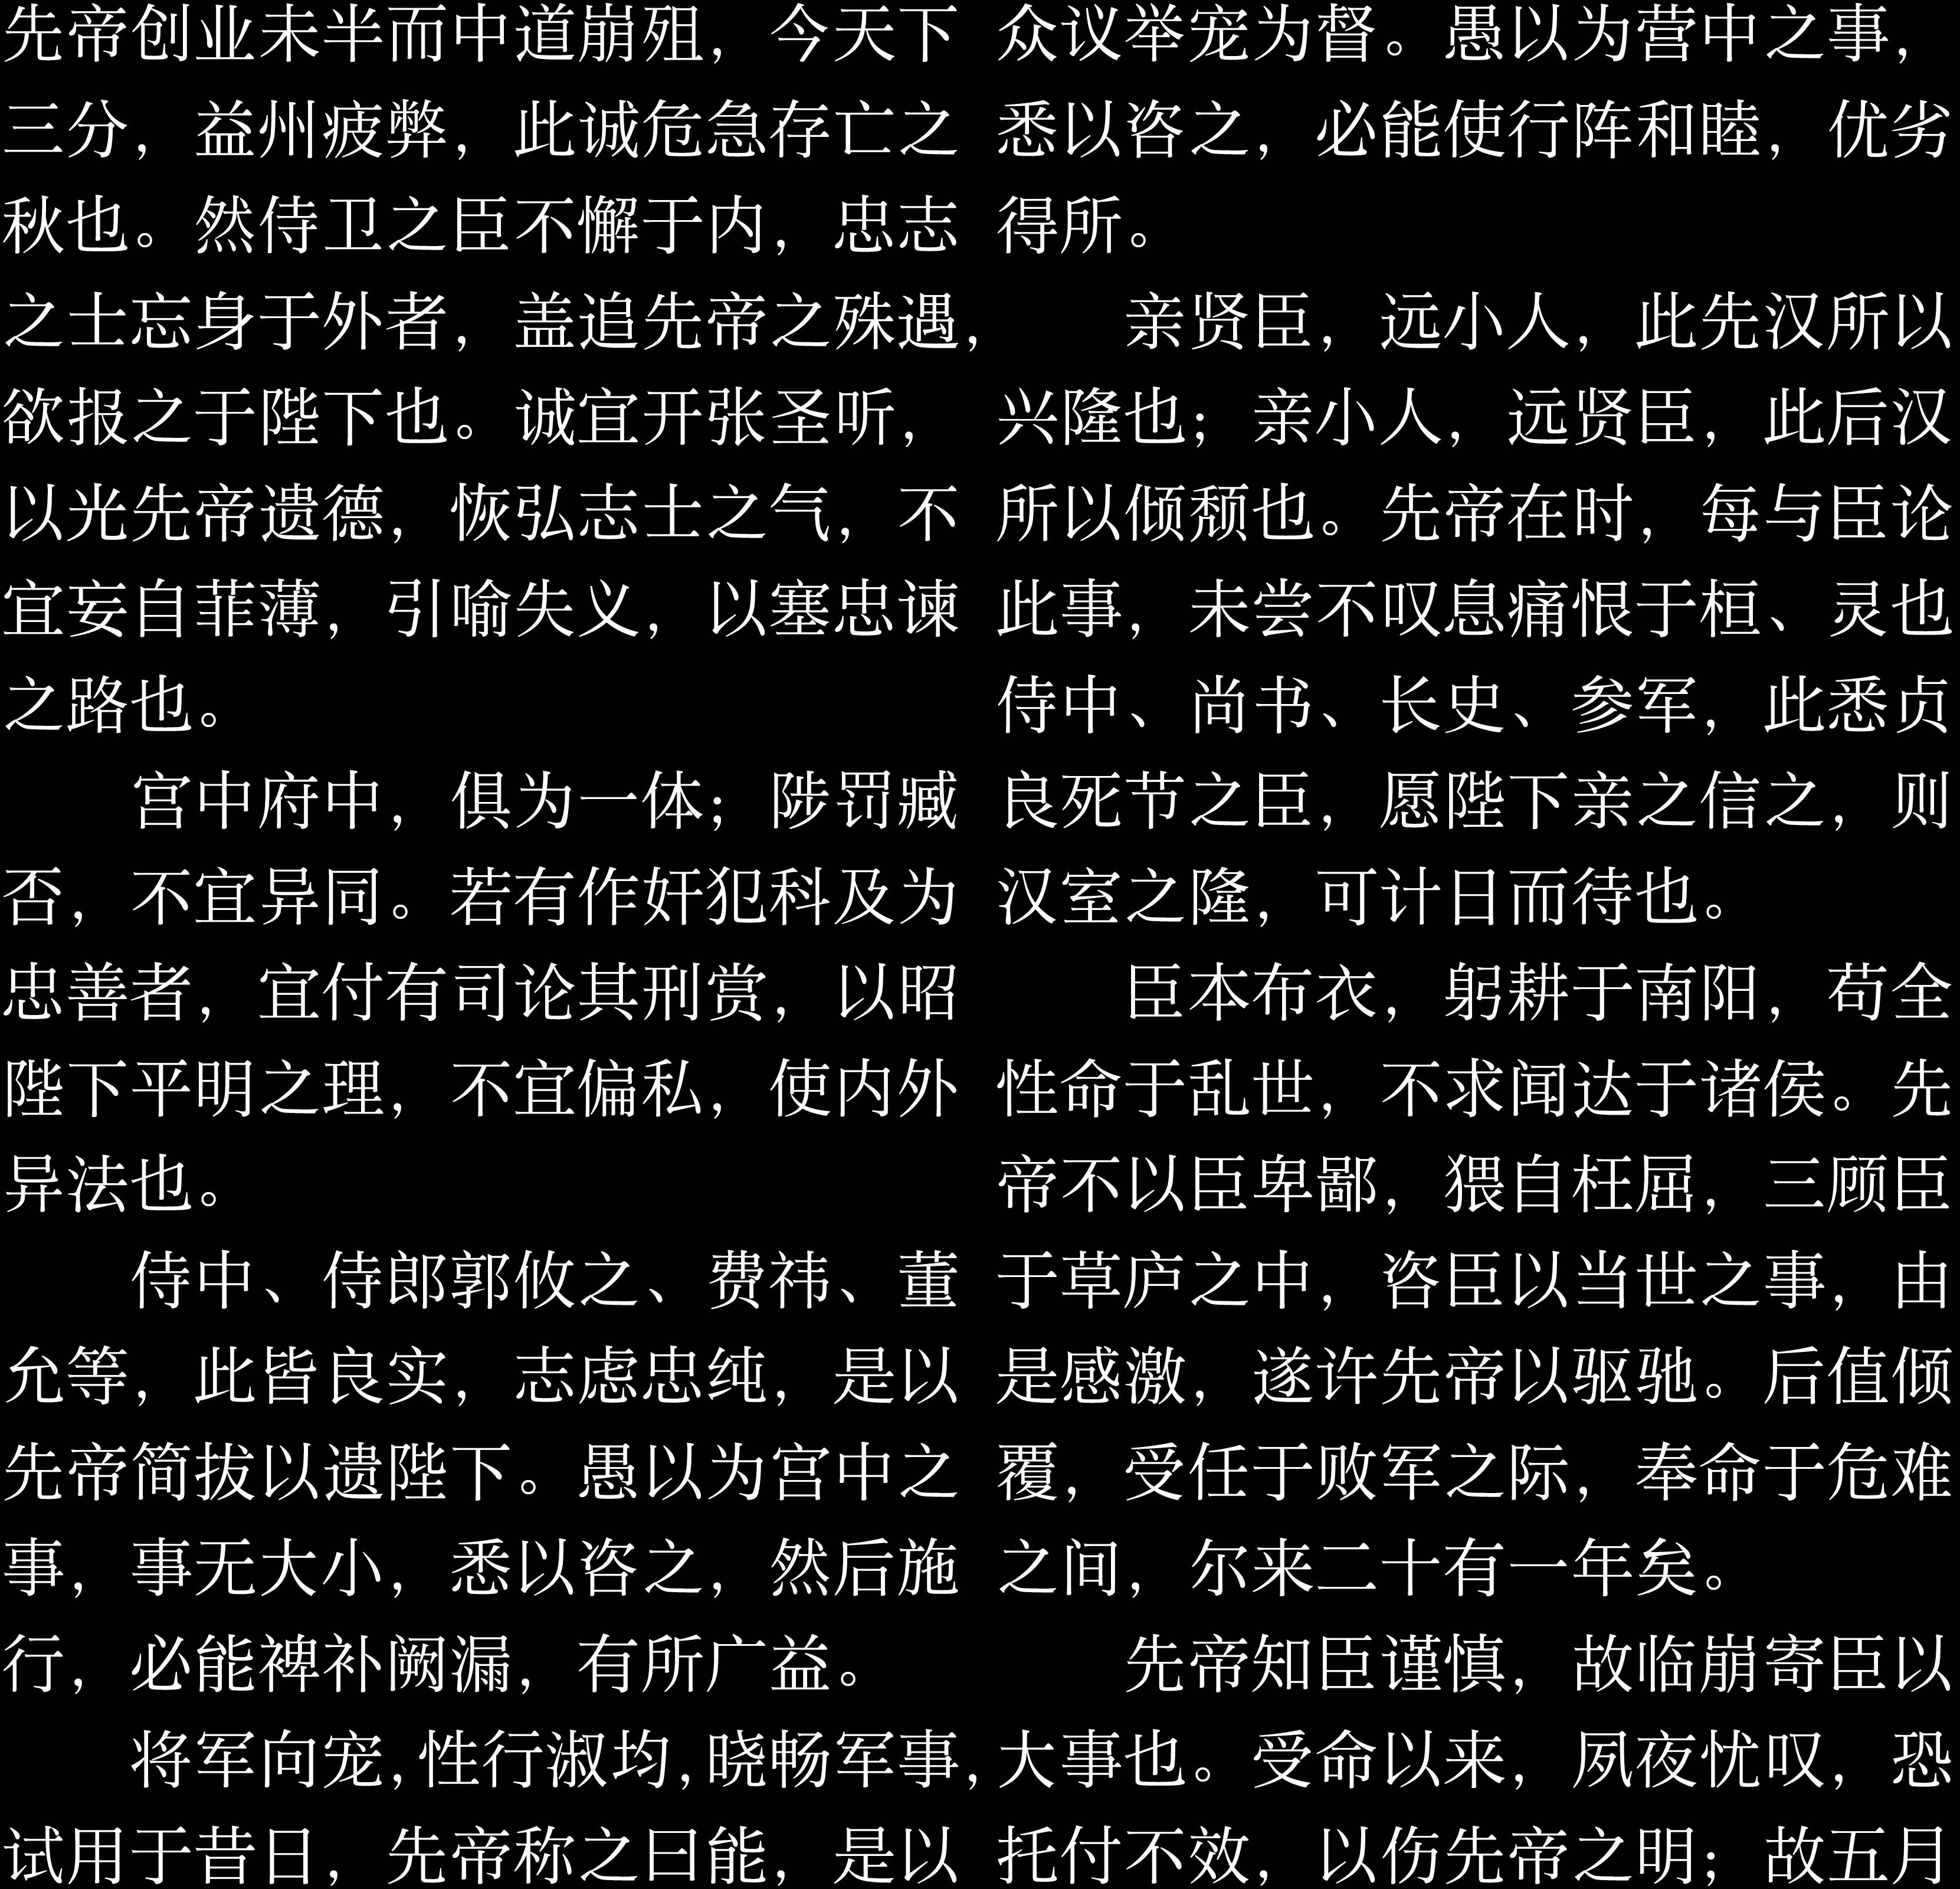 先帝创业未半而中道崩殂，今天下
三分，益州疲弊，此诚危急存亡之
秋也。然侍卫之臣不懈于内，忠志
之士忘身于外者，盖追先帝之殊遇，
欲报之于陛下也。诚宜开张圣听，
以光先帝遗德，恢弘志士之气，不
宜妄自菲薄，引喻失义，以塞忠谏
之路也。
宫中府中，俱为一体；陟罚臧
否，不宜异同。若有作奸犯科及为
忠善者，宜付有司论其刑赏，以昭
陛下平明之理，不宜偏私，使内外
异法也。
侍中、侍郎郭攸之、费祎、董
允等，此皆良实，志虑忠纯，是以
先帝简拔以遗陛下。愚以为宫中之
事，事无大小，悉以咨之，然后施
行，必能裨补阙漏，有所广益。
将军向宠，性行淑均，晓畅军事，
试用于昔日，先帝称之曰能，是以
众议举宠为督。愚以为营中之事，
悉以咨之，必能使行阵和睦，优劣
得所。
亲贤臣，远小人，此先汉所以
兴隆也；亲小人，远贤臣，此后汉
所以倾颓也。先帝在时，每与臣论
此事，未尝不叹息痛恨于桓、灵也
侍中、尚书、长史、参军，此悉贞
良死节之臣，愿陛下亲之信之，则
汉室之隆，可计日而待也。
臣本布衣，躬耕于南阳，苟全
性命于乱世，不求闻达于诸侯。先
帝不以臣卑鄙，猥自枉屈，三顾臣
于草庐之中，咨臣以当世之事，由
是感激，遂许先帝以驱驰。后值倾
覆，受任于败军之际，奉命于危难
之间，尔来二十有一年矣。
先帝知臣谨慎，故临崩寄臣以
大事也。受命以来，夙夜忧叹，恐
托付不效，以伤先帝之明；故五月